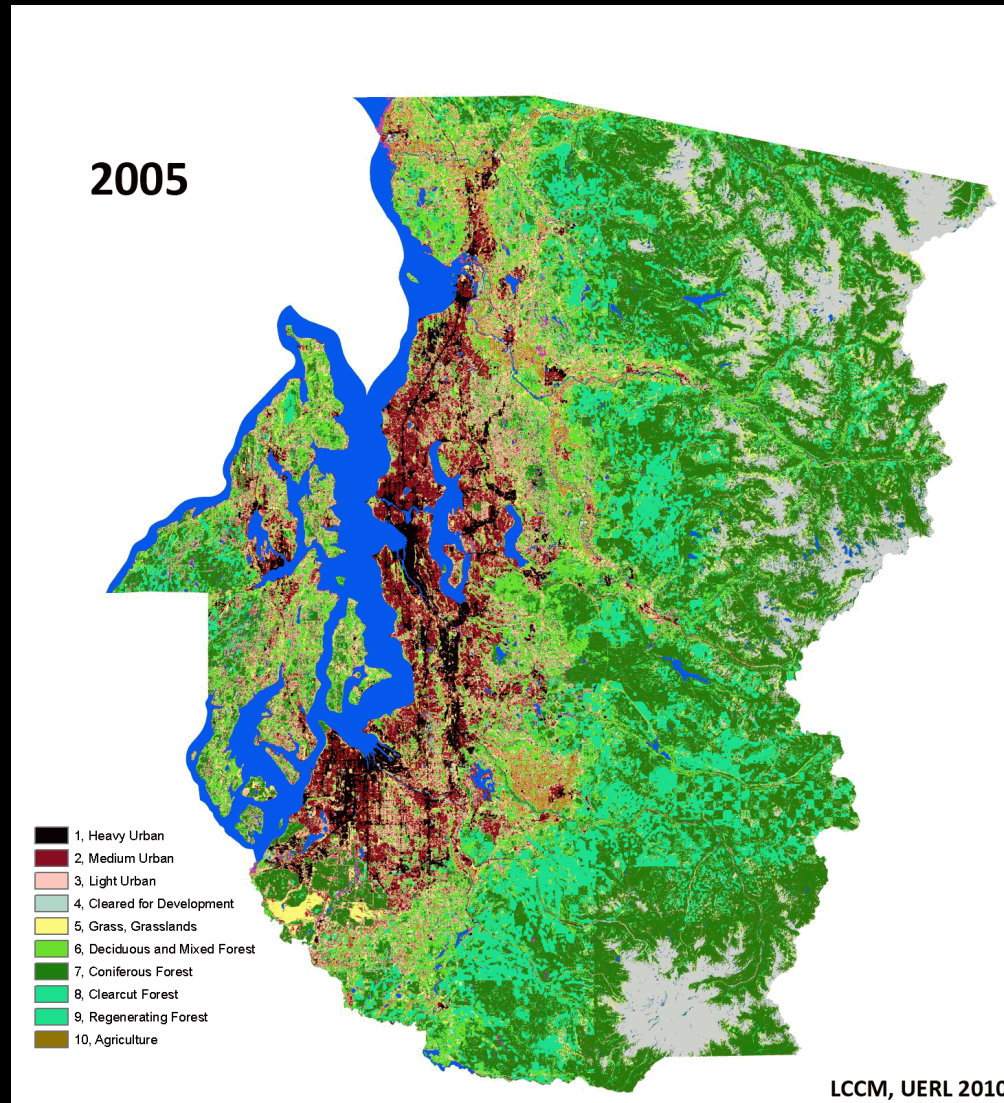 2005
1, Heavy Urban
2, Medium Urban
3, Light Urban
4, Cleared for Development
5, Grass, Grasslands
6, Deciduous and Mixed Forest
7, Coniferous Forest
8, Clearcut Forest
9, Regenerating Forest
10, Agriculture
LCCM, UERL 2010